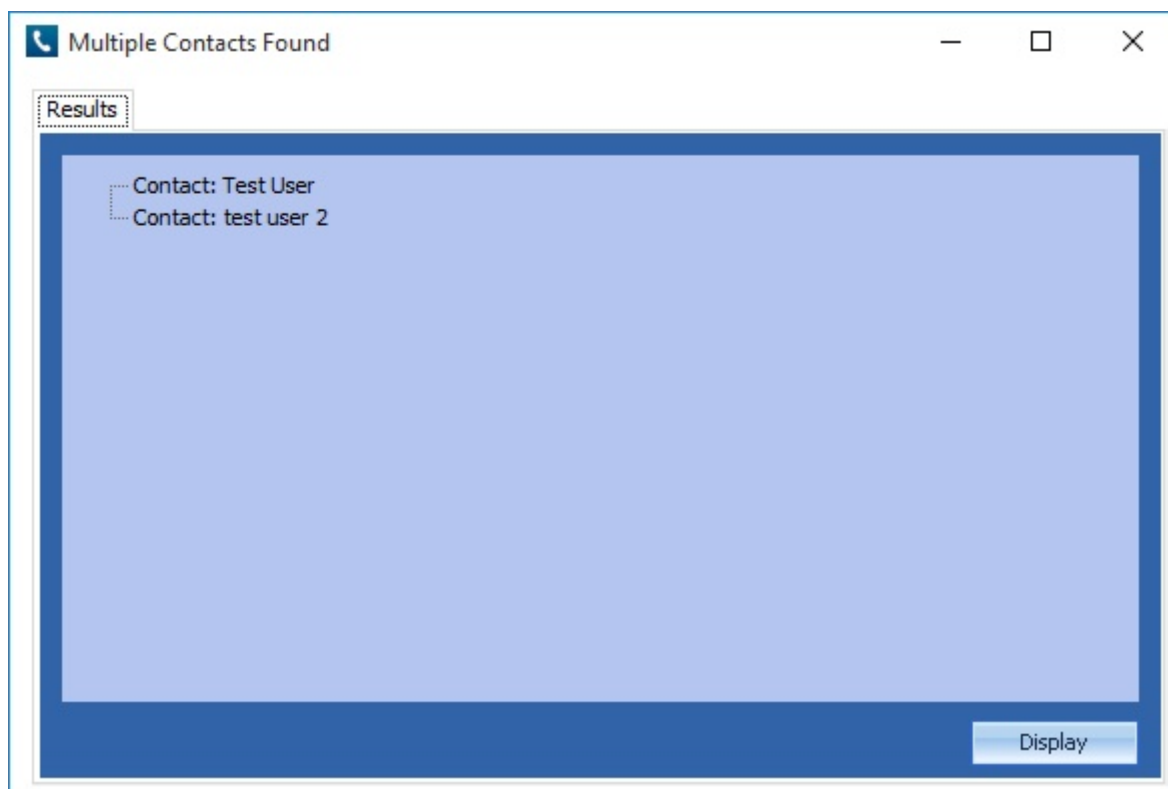 Multiple Contacts Found
Results
Contact: Test User
Contact: test user 2
Display